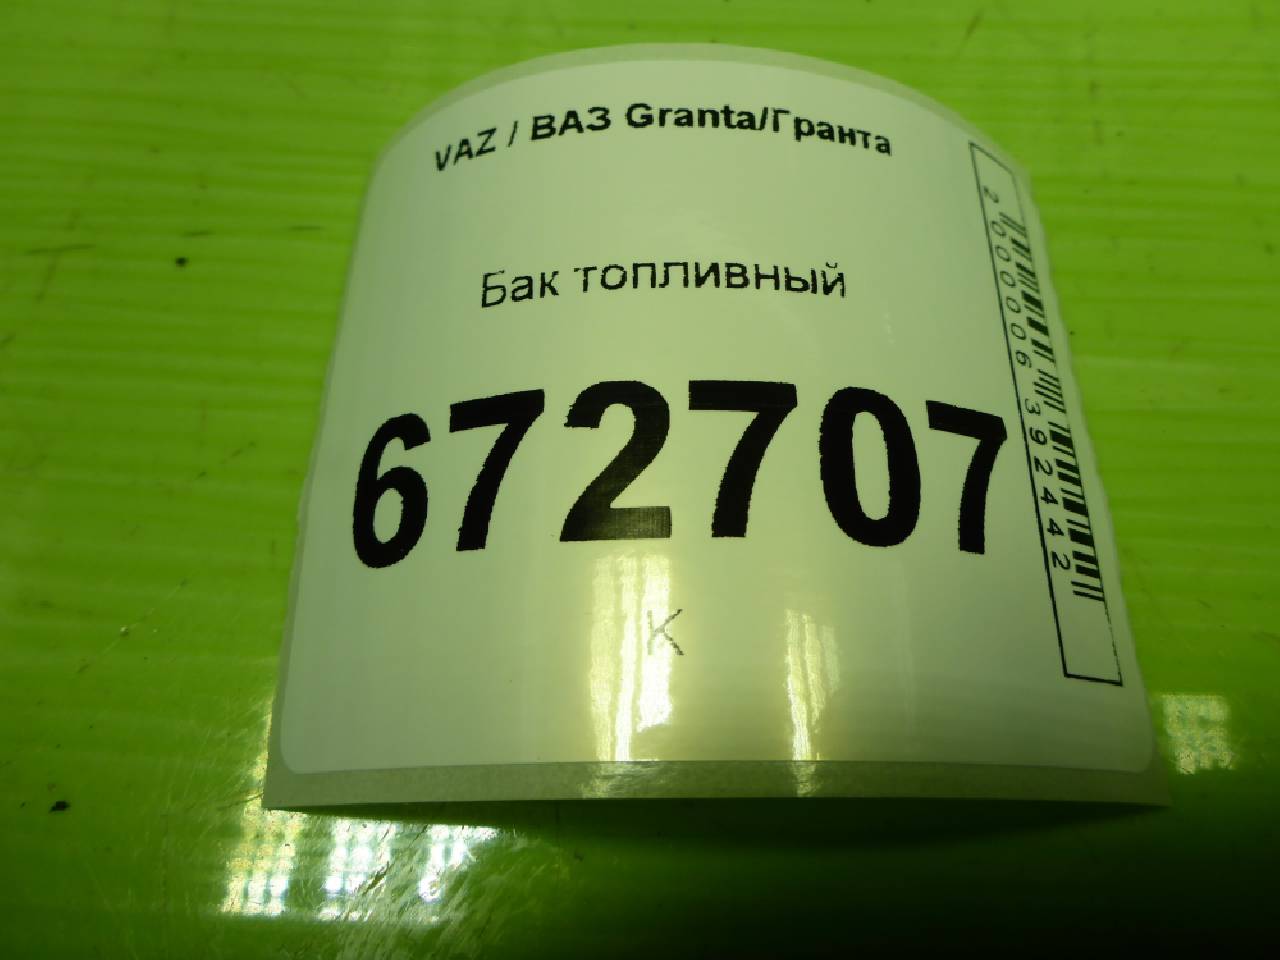 VAZ / ВАЗ Granta/Гранта
Бак топливный
672707
К
2000006392442